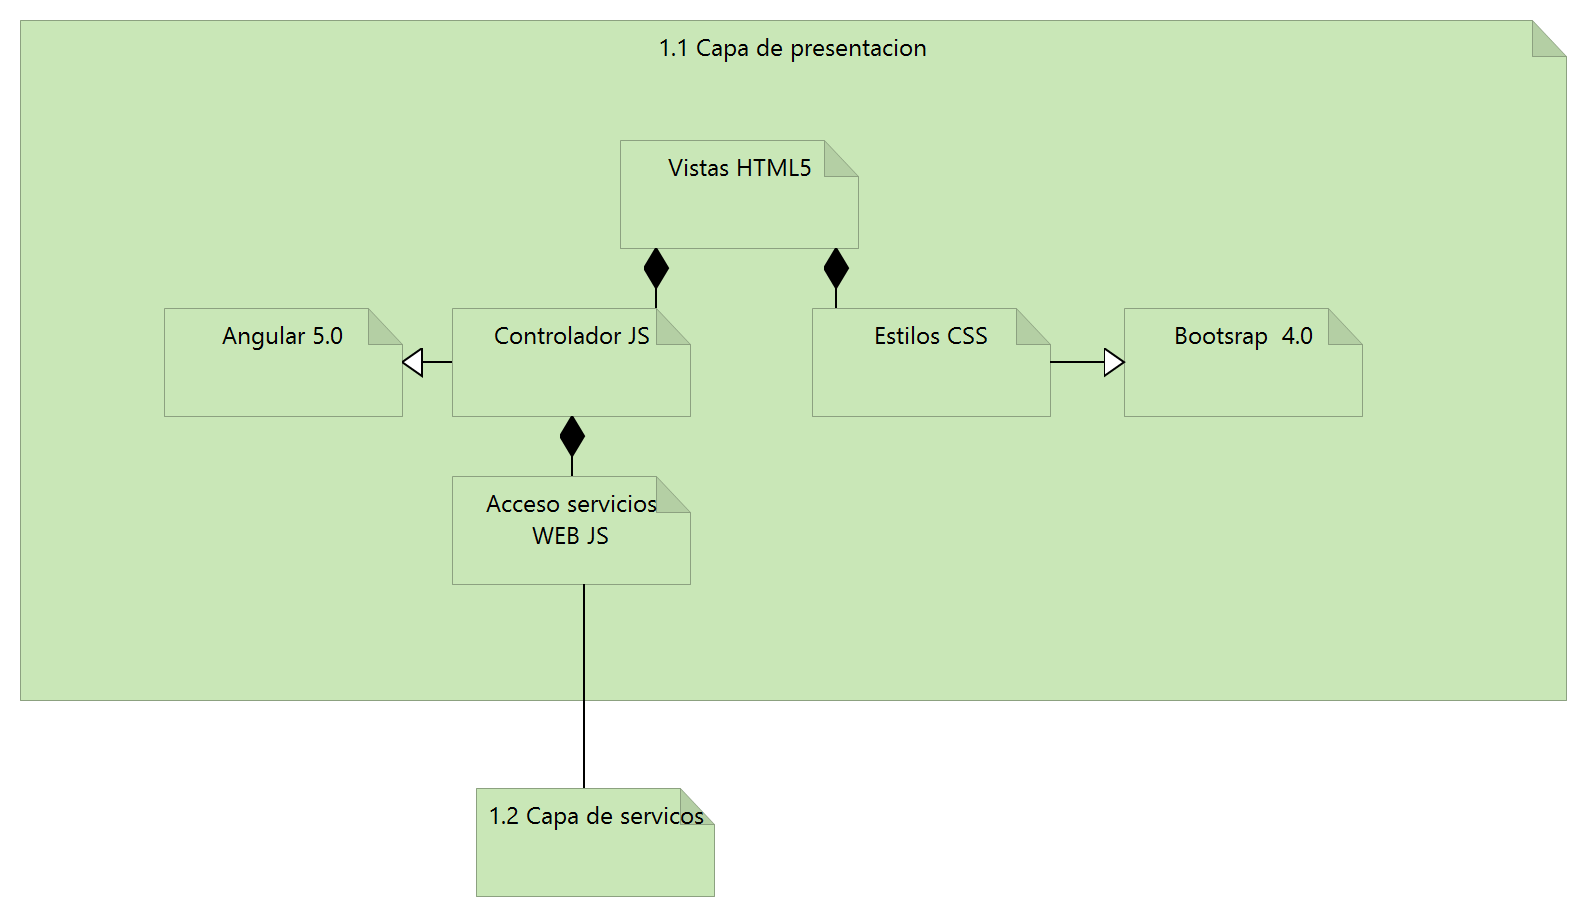 1.1 Capa de presentacion
Vistas HTML5
Angular 5.0
Controlador JS
Estilos CSS
Bootsrap  4.0
Acceso servicios
WEB JS
1.2 Capa de servicos